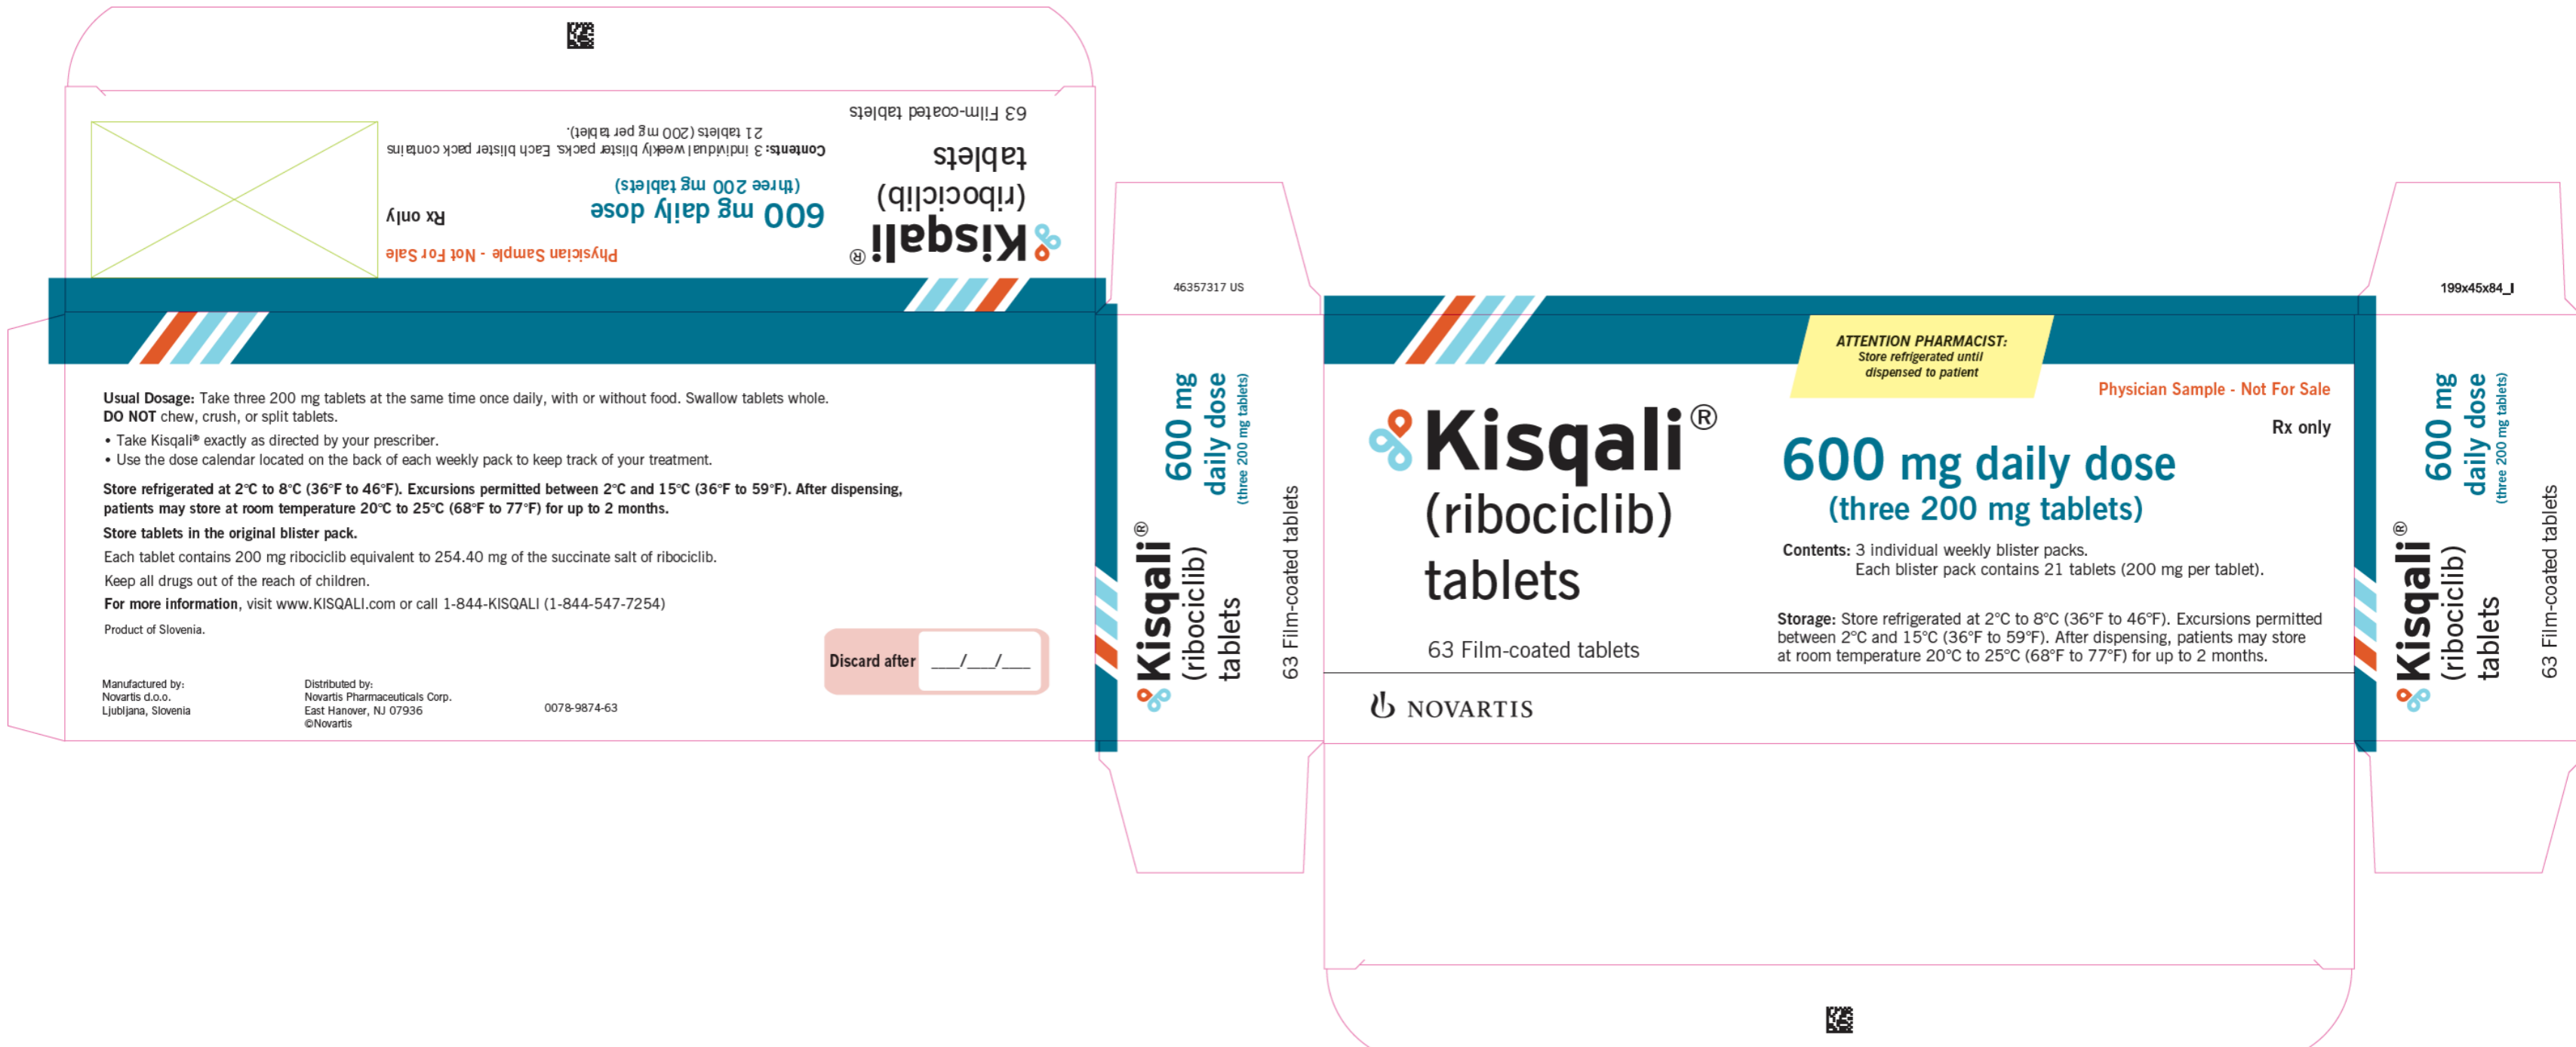 63 Film-coated tablets
tablets
(ribociclib)
Kisqali®
Contents: 3 individual weekly blister packs. Each blister pack contains
21 tablets (200 mg per tablet).
(three 200 mg tablets)
600 mg daily dose
Rx only
Physician Sample - Not For Sale
Usual Dosage: Take three 200 mg tablets at the same time once daily, with or without food. Swallow tablets whole.
DO NOT chew, crush, or split tablets.
• Take Kisqali® exactly as directed by your prescriber.
• Use the dose calendar located on the back of each weekly pack to keep track of your treatment.
Store refrigerated at 2°C to 8°C (36°F to 46°F). Excursions permitted between 2°C and 15°C (36°F to 59°F). After dispensing,
patients may store at room temperature 20°C to 25°C (68°F to 77°F) for up to 2 months.
Store tablets in the original blister pack.
Each tablet contains 200 mg ribociclib equivalent to 254.40 mg of the succinate salt of ribociclib.
Keep all drugs out of the reach of children.
For more information, visit www.KISQALI.com or call 1-844-KISQALI (1-844-547-7254)
Product of Slovenia.
Discard after ___/___/___
Manufactured by:
Novartis d.o.o.
Ljubljana, Slovenia
Distributed by:
Novartis Pharmaceuticals Corp.
East Hanover, NJ 07936
©Novartis
0078-9874-63
46357317 US
Kisqali®
(ribociclib)
tablets
600 mg
daily dose
(three 200 mg tablets)
63 Film-coated tablets
ATTENTION PHARMACIST:
Store refrigerated until
dispensed to patient
Physician Sample - Not For Sale
Rx only
Kisqali®
(ribociclib)
tablets
63 Film-coated tablets
600 mg daily dose
(three 200 mg tablets)
Contents: 3 individual weekly blister packs.
Each blister pack contains 21 tablets (200 mg per tablet).
Storage: Store refrigerated at 2°C to 8°C (36°F to 46°F). Excursions permitted
between 2°C and 15°C (36°F to 59°F). After dispensing, patients may store
at room temperature 20°C to 25°C (68°F to 77°F) for up to 2 months.
NOVARTIS
199x45x84_I
Kisqali®
(ribociclib)
tablets
600 mg
daily dose
(three 200 mg tablets)
63 Film-coated tablets